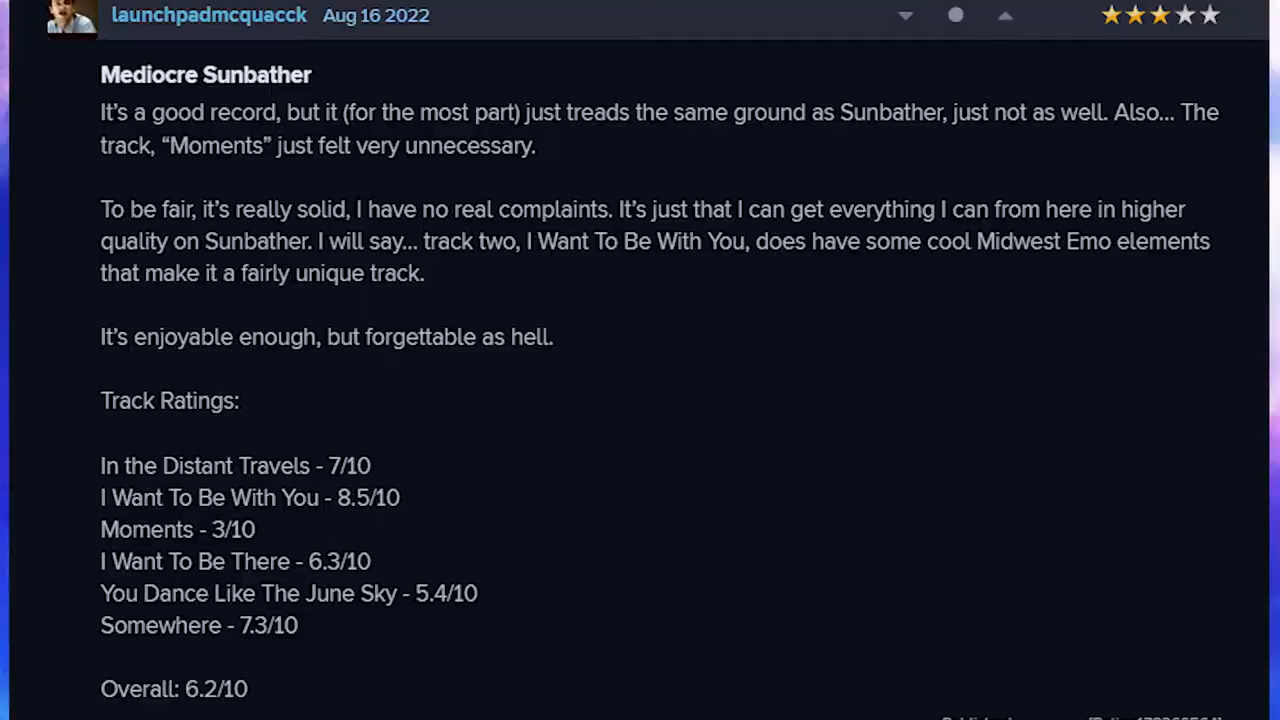 launchpadmcquacck Aug 16 2022
Mediocre Sunbather
It’s a good record, but it (for the most part) just treads the same ground as Sunbather, just not as well. Also... The
track, “Moments” just felt very unnecessary.
To be fair, it’s really solid, I have no real complaints. It’s just that I can get everything I can from here in higher
quality on Sunbather. I will say... track two, I Want To Be With You, does have some cool Midwest Emo elements
that make it a fairly unique track.
It’s enjoyable enough, but forgettable as hell.
Track Ratings:
In the Distant Travels - 7/10
I Want To Be With You - 8.5/10
Moments - 3/10
I Want To Be There - 6.3/10
You Dance Like The June Sky - 5.4/10
Somewhere - 7.3/10
Overall: 6.2/10